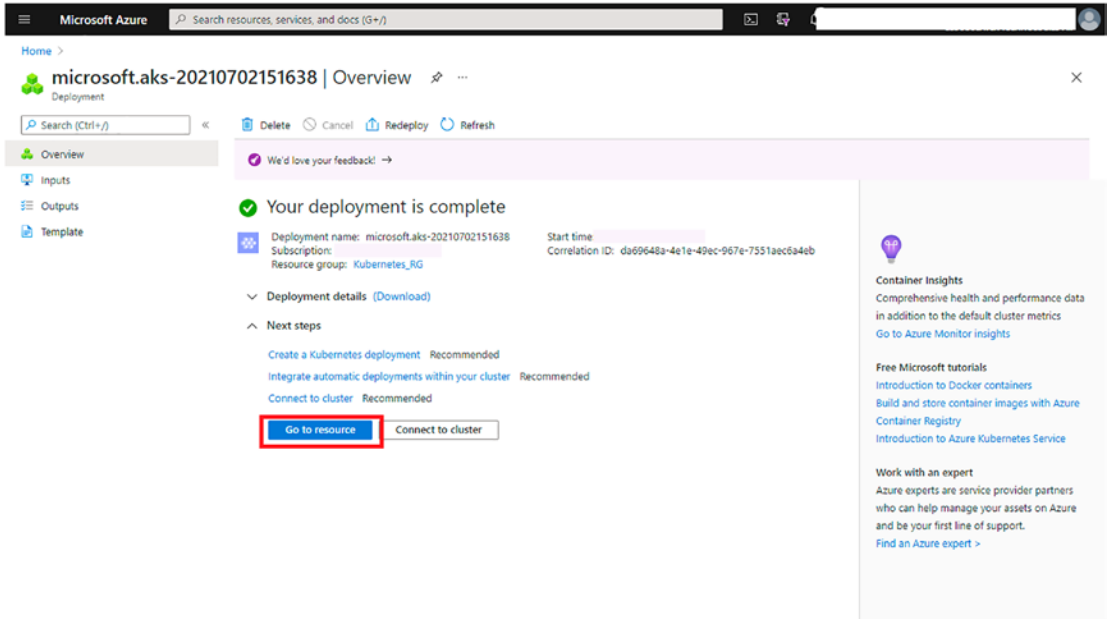 Microsoft Azure
Search resources, services, and docs (G+/)
Home >
microsoft.aks-20210702151638 | Overview
Deployment
Search (Ctrl+/)
Overview
Inputs
Outputs
Template
Delete Cancel Redeploy Refresh
We'd love your feedback! →
Your deployment is complete
Deployment name: microsoft.aks-20210702151638
Subscription:
Resource group: Kubernetes_RG
Start time
Correlation ID: da69648a-4e1e-49ec-967e-7551aec6a4eb
Deployment details (Download)
Next steps
Create a Kubernetes deployment Recommended
Integrate automatic deployments within your cluster Recommended
Connect to cluster Recommended
Go to resource Connect to cluster
Container Insights
Comprehensive health and performance data
in addition to the default cluster metrics
Go to Azure Monitor insights
Free Microsoft tutorials
Introduction to Docker containers
Build and store container images with Azure
Container Registry
Introduction to Azure Kubernetes Service
Work with an expert
Azure experts are service provider partners
who can help manage your assets on Azure
and be your first line of support.
Find an Azure expert >